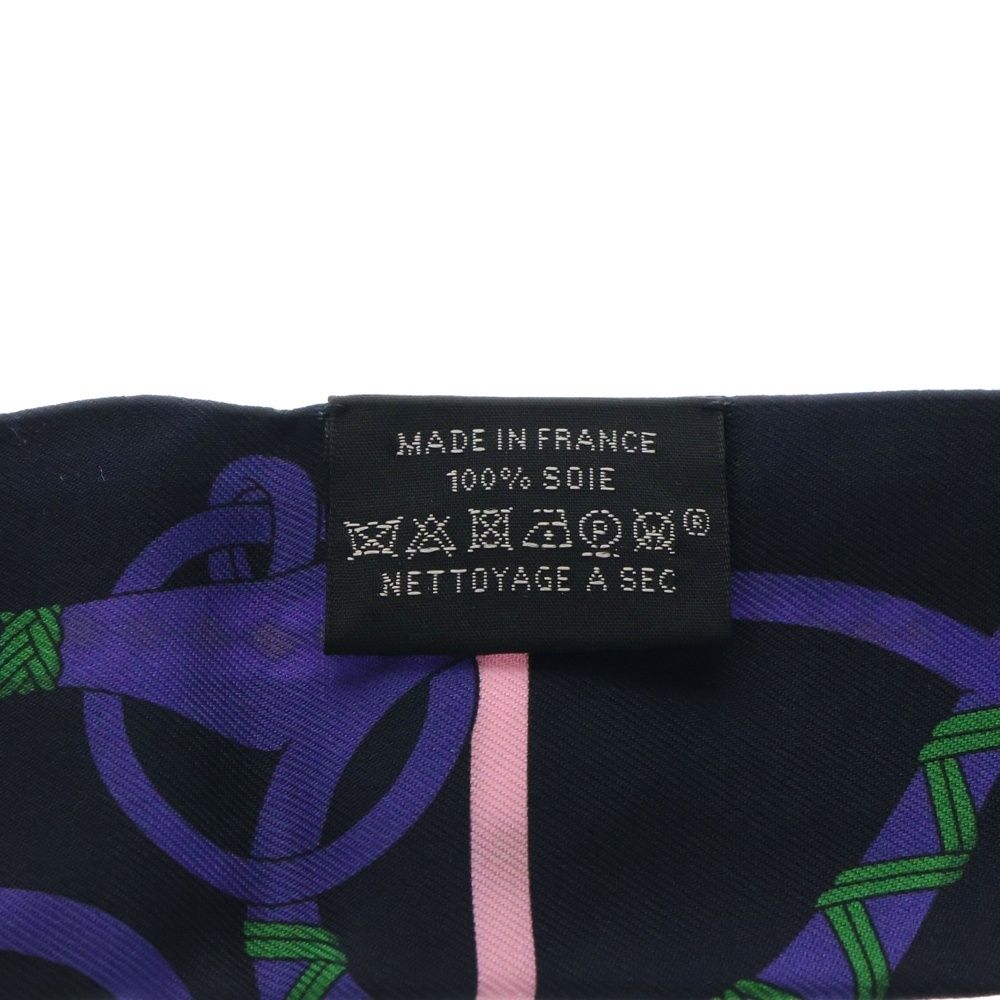 MADE IN FRANCE
100% SOIE
P ®
NETTOYAGE A SEC